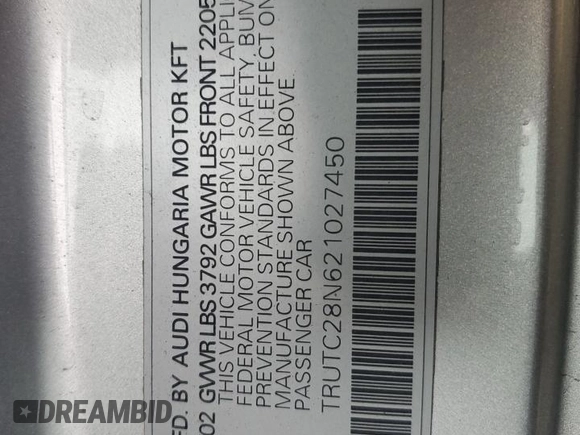 FD. BY AUDI HUNGARIA MOTOR KFT
02 GVWR LBS 3792 GAWR LBS FRONT 2205
THIS VEHICLE CONFORMS TO ALL APPLI
FEDERAL MOTOR VEHICLE SAFETY, BUM
PREVENTION STANDARDS IN EFFECT ON
MANUFACTURE SHOWN ABOVE.
PASSENGER CAR
TRUTC28N621027450
DREAMBID